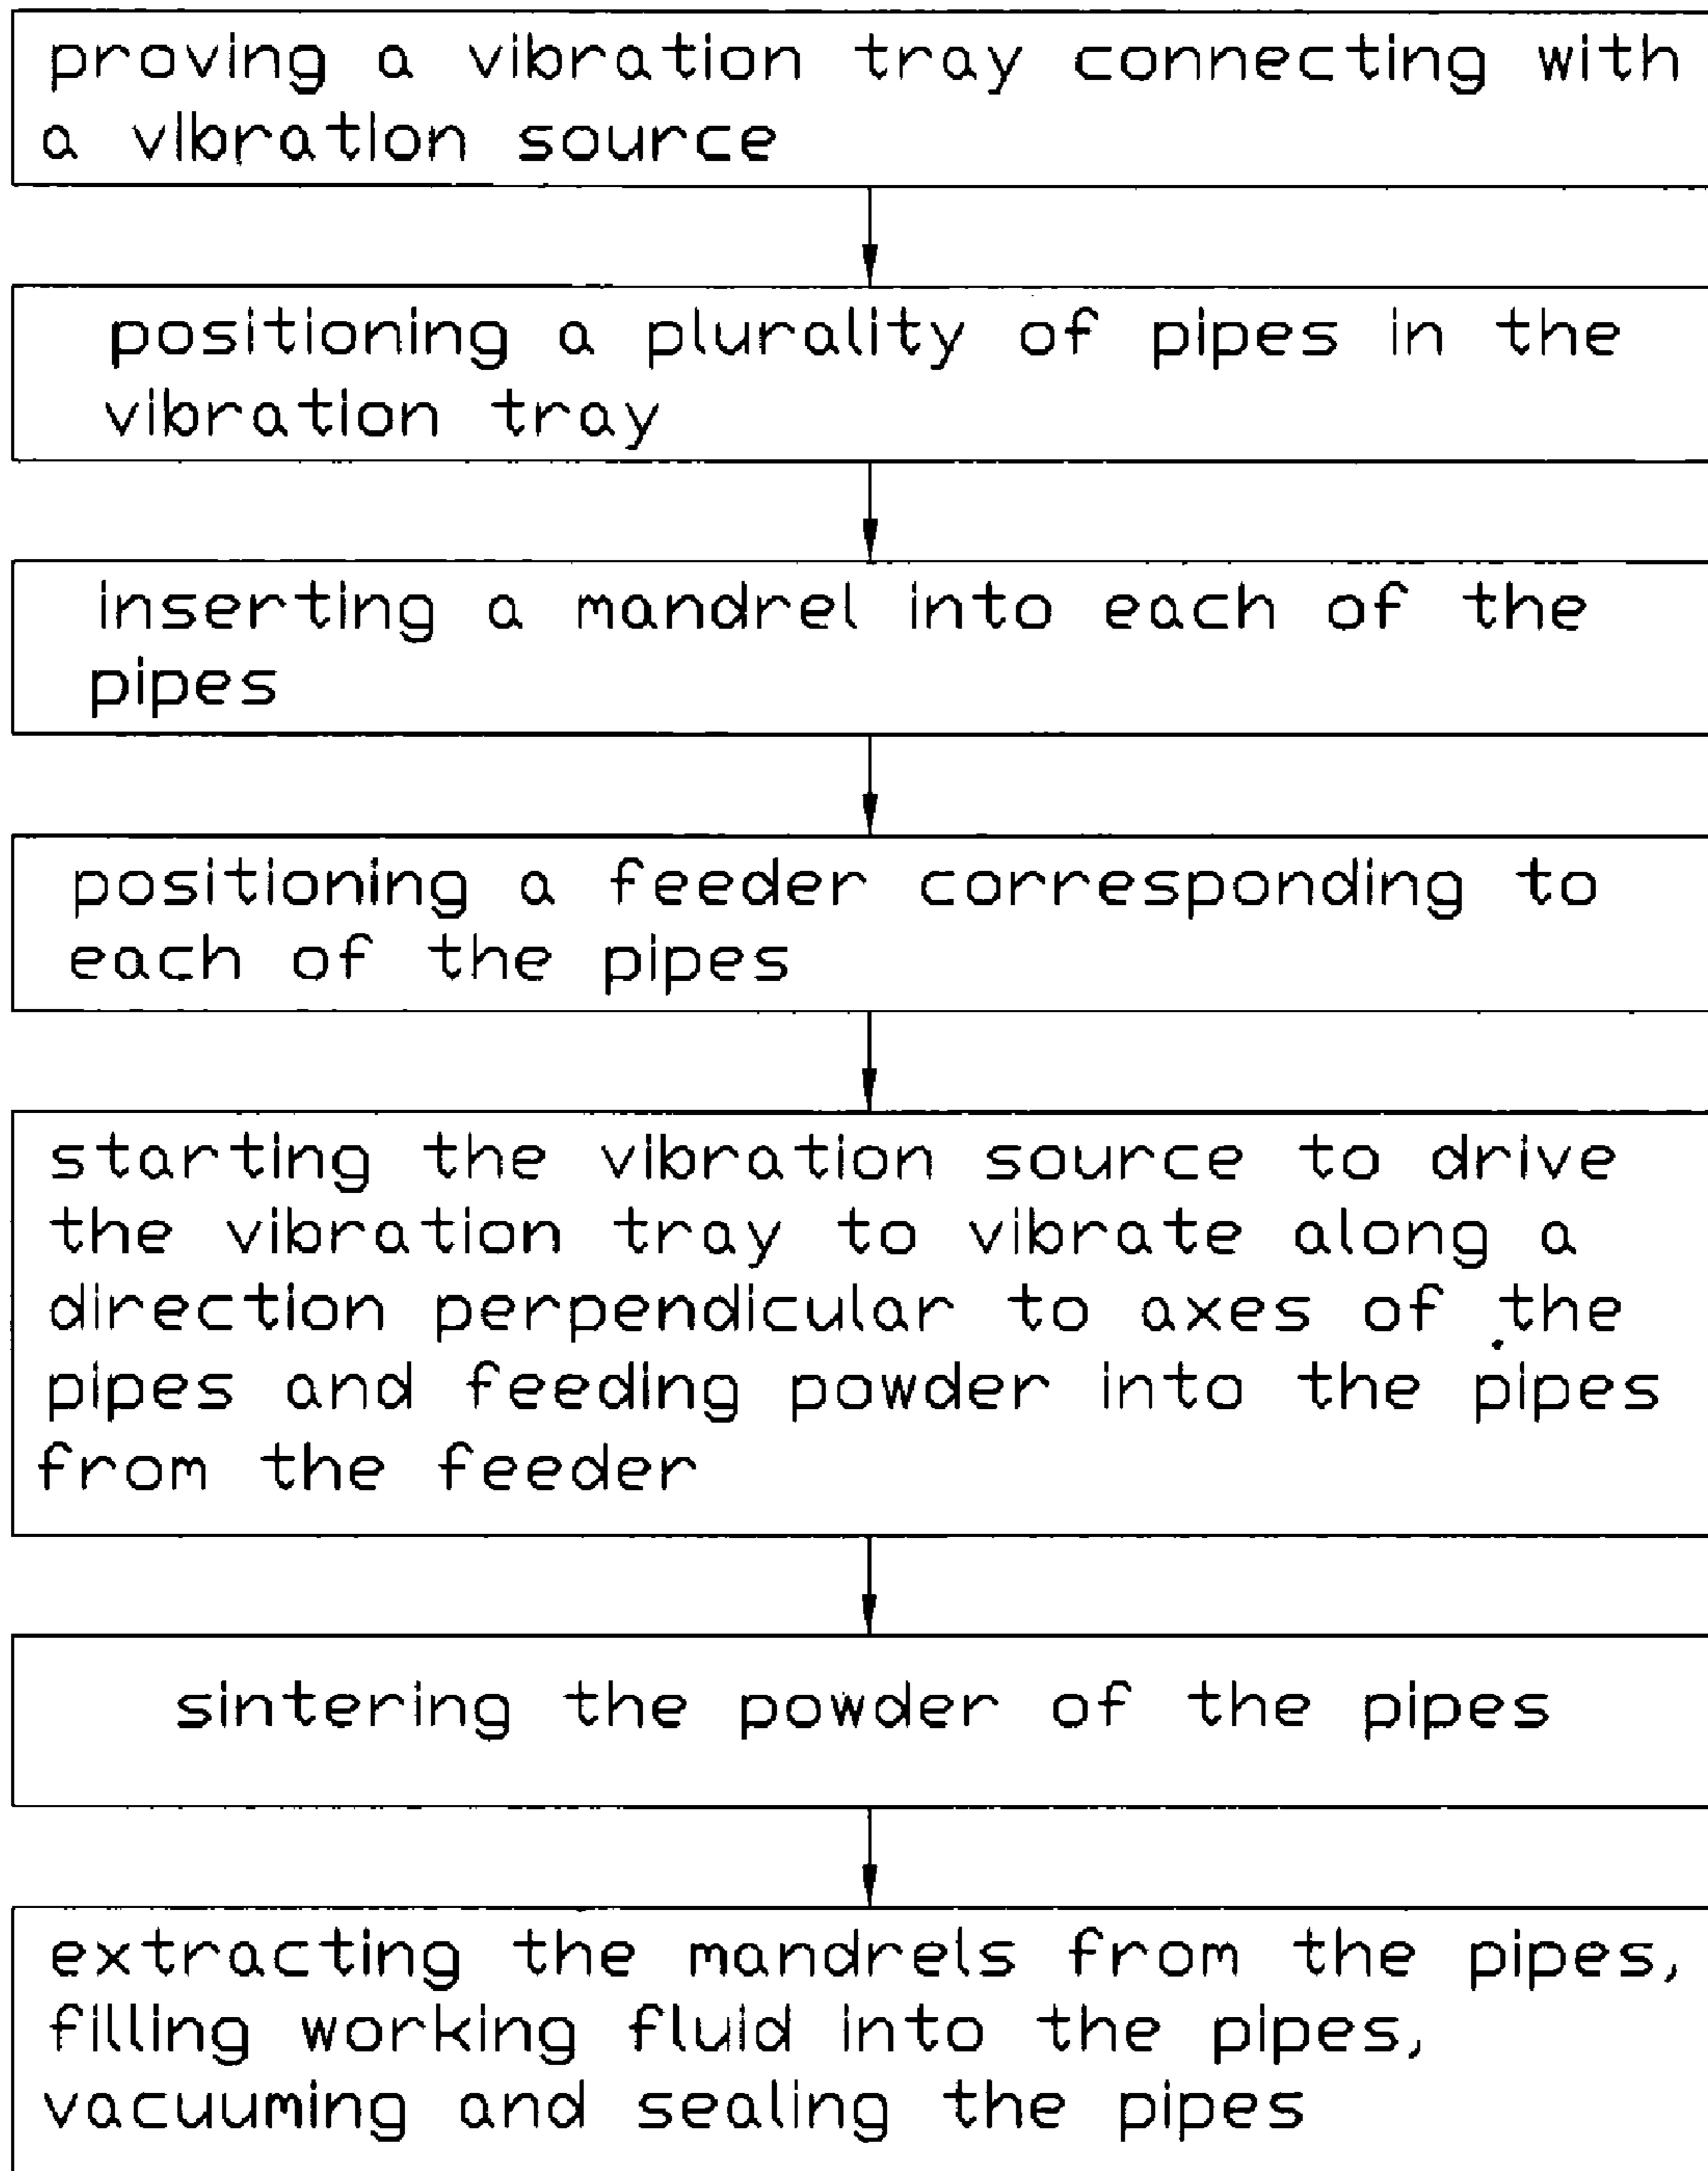 proving a vibration tray connecting with
a vibration source
positioning a plurality of pipes in the
vibration tray
inserting a mandrel into each of the
pipes
positioning a feeder corresponding to
each of the pipes
starting the vibration source to drive
the vibration tray to vibrate along a
direction perpendicular to axes of the
pipes and feeding powder into the pipes
from the feeder
sintering the powder of the pipes
extracting the mandrels from the pipes,
filling working fluid into the pipes,
vacuuming and sealing the pipes